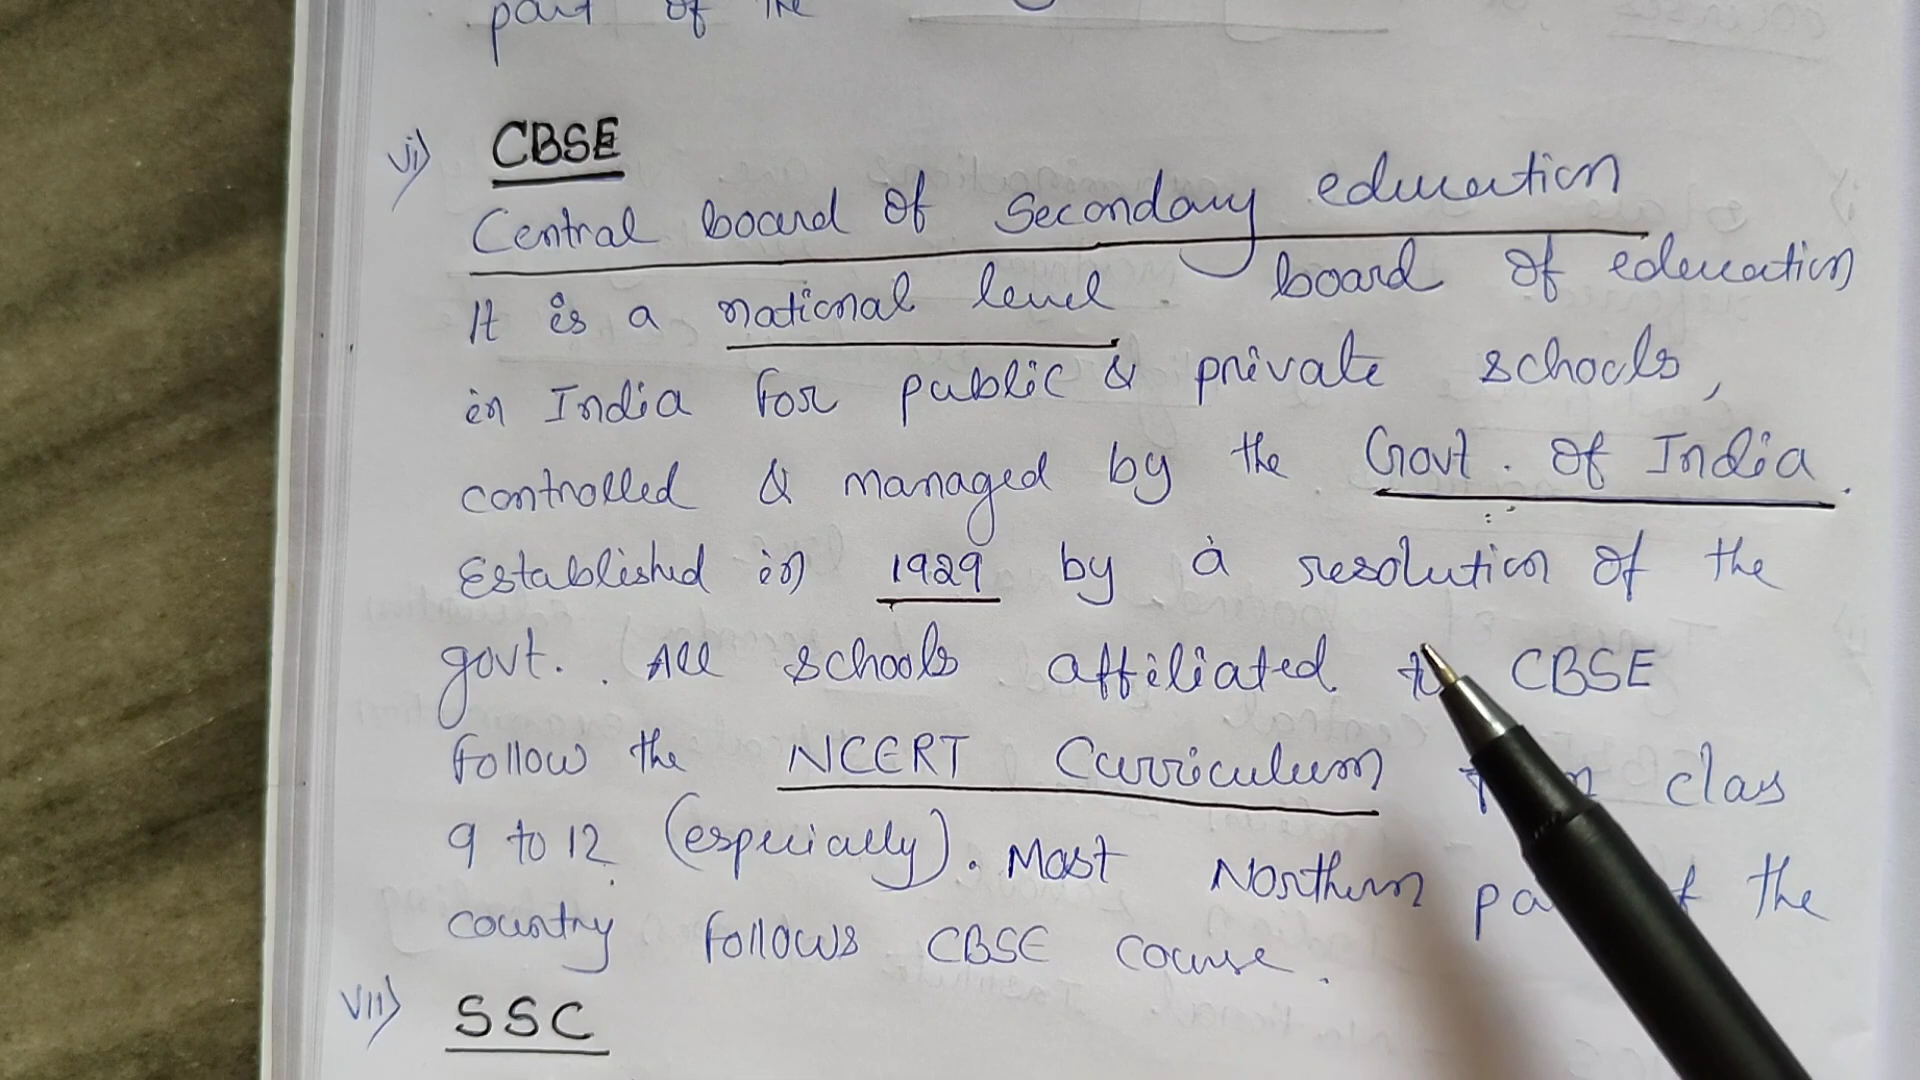 part of the
vi) CBSE
Central board of Secondary education
It is a national level board of education
in India for public & private schools,
controlled & managed by the Govt. of India.
Established in 1929 by a resolution of the
govt. . All schools affiliated to CBSE
follow the NCERT Curriculum class
9 to 12 (especially). Most Northern the
country follows CBSE course.
VII) SSC